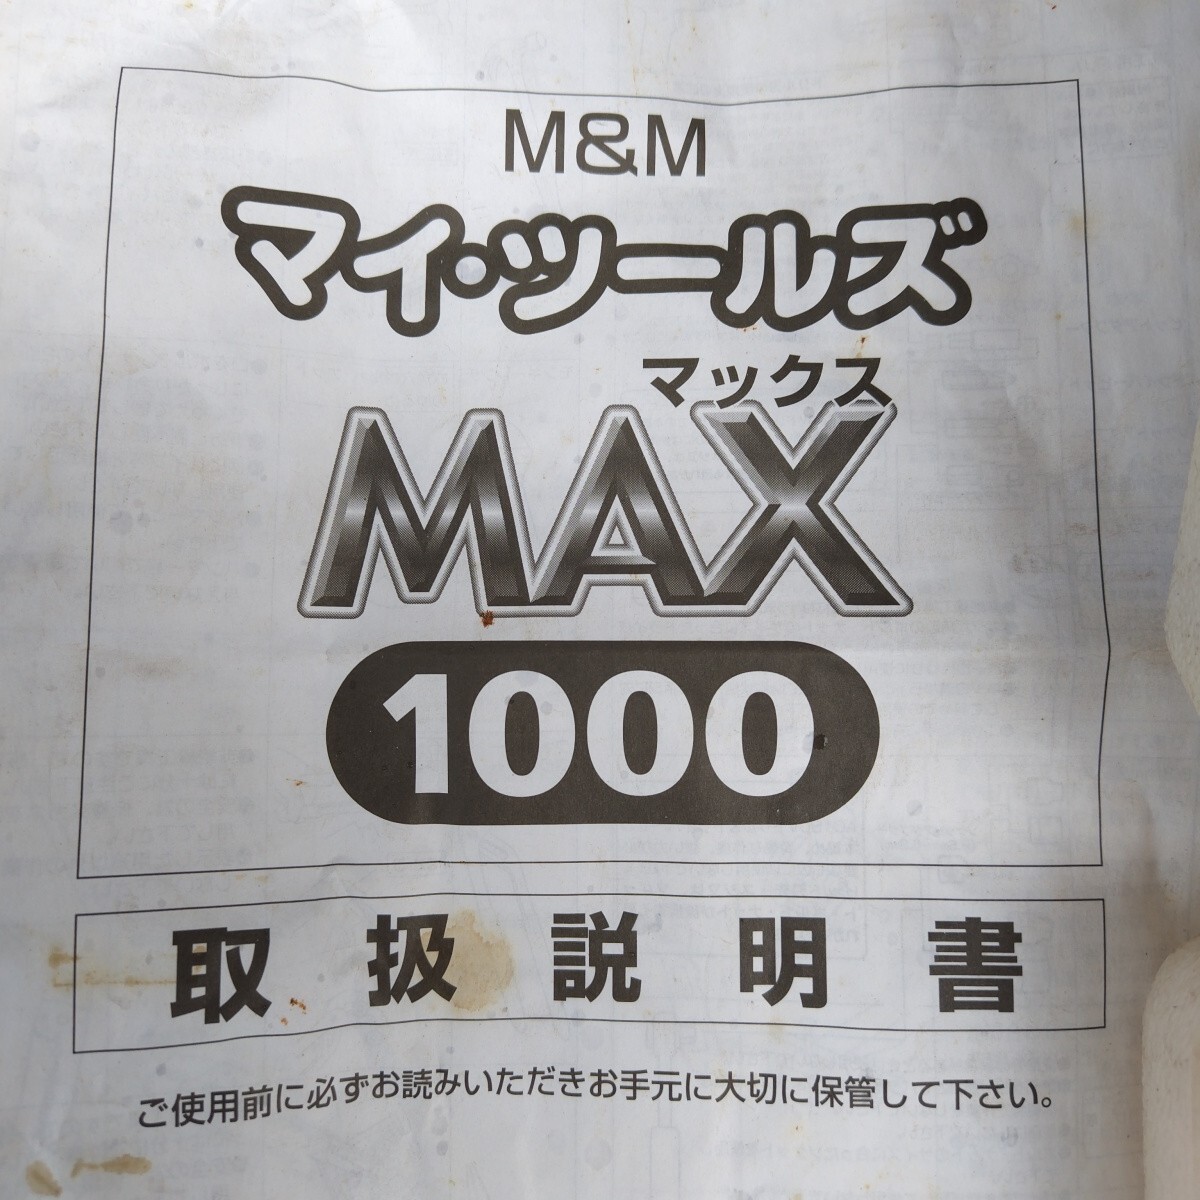 M&M
マイ・ツールズ
マックス
MAX
1000
取扱説明書
ご使用前に必ずお読みいただきお手元に大切に保管して下さい。